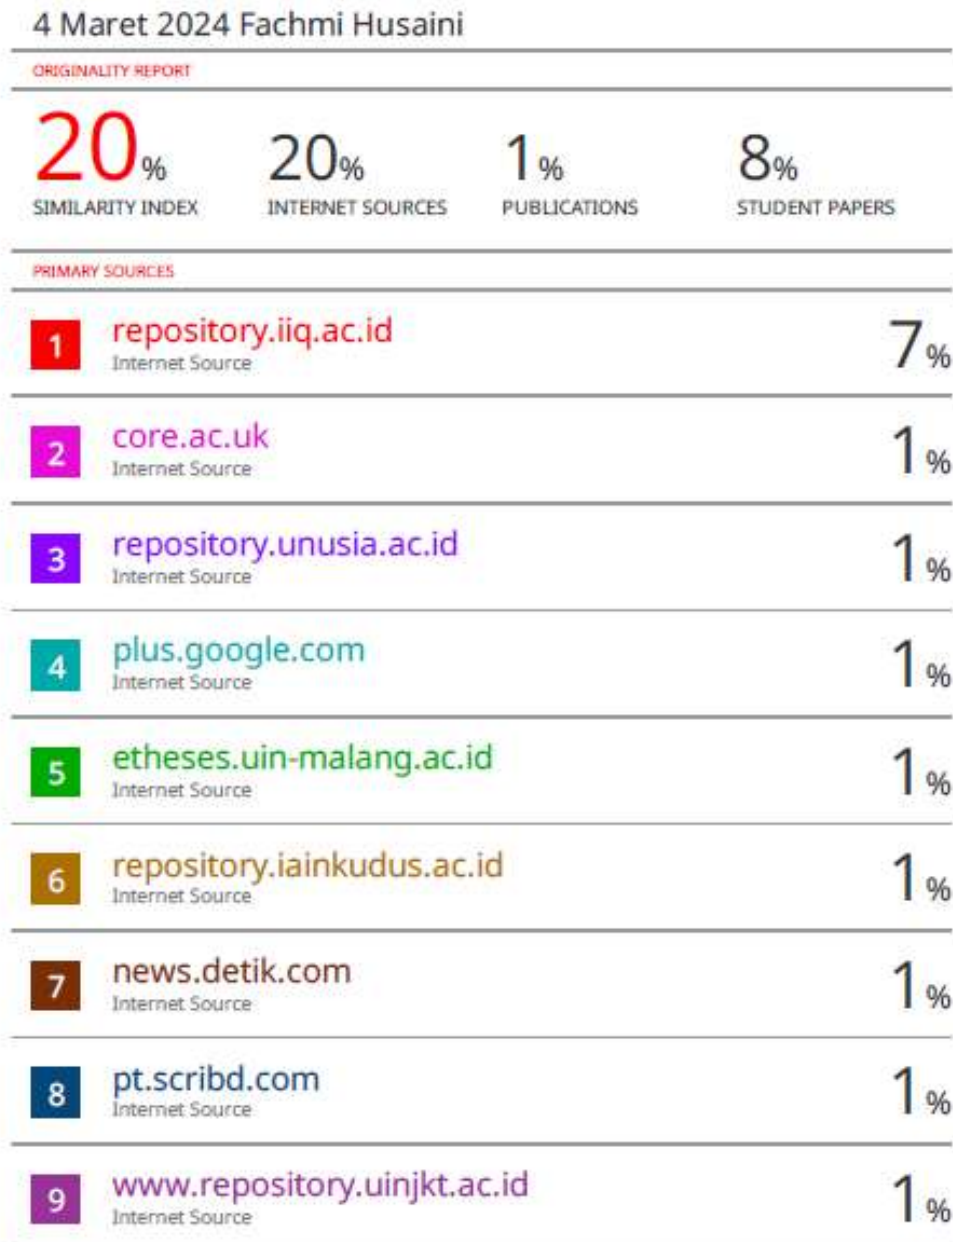 4 Maret 2024 Fachmi Husaini
ORIGINALITY REPORT
20% 20% 1% 8%
SIMILARITY INDEX INTERNET SOURCES PUBLICATIONS STUDENT PAPERS
PRIMARY SOURCES
1 repository.iiq.ac.id 7%
Internet Source
2 core.ac.uk 1%
Internet Source
3 repository.unusia.ac.id 1%
Internet Source
4 plus.google.com 1%
Internet Source
5 etheses.uin-malang.ac.id 1%
Internet Source
6 repository.iainkudus.ac.id 1%
Internet Source
7 news.detik.com 1%
Internet Source
8 pt.scribd.com 1%
Internet Source
9 www.repository.uinjkt.ac.id 1%
Internet Source